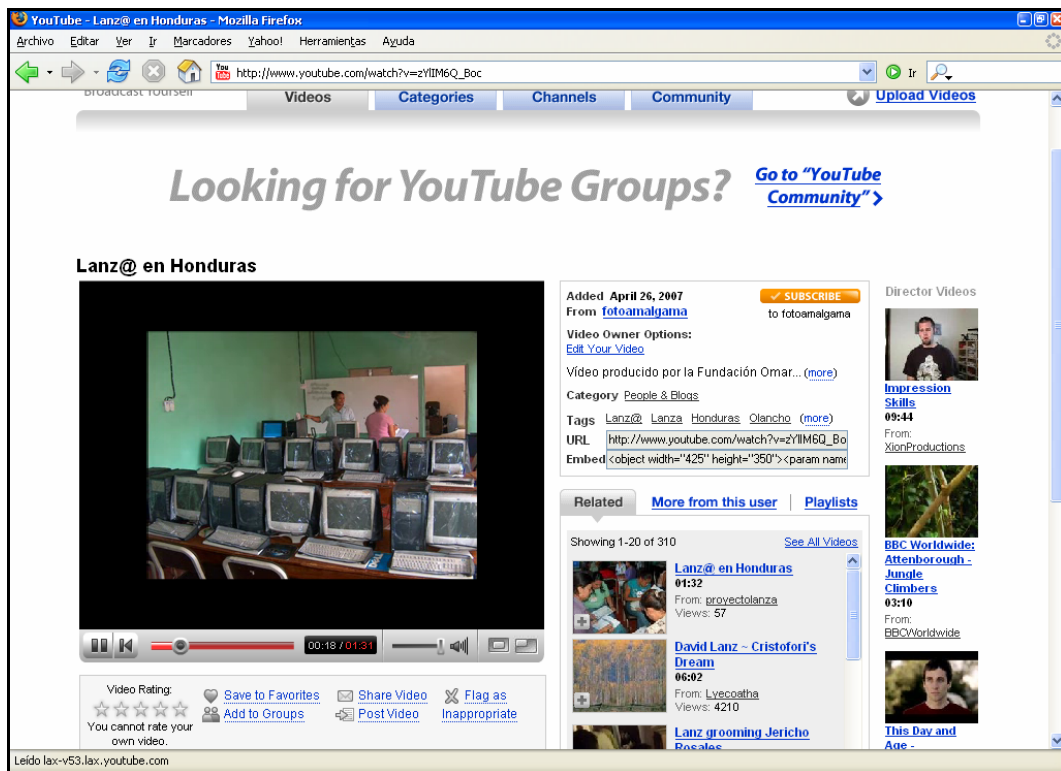 YouTube - Lanz@ en Honduras - Mozilla Firefox
Archivo Editar Ver Ir Marcadores Yahoo! Herramientas Ayuda
You Tube http://www.youtube.com/watch?v=zYlIM6Q_Boc Ir
Broadcast Yourself
Videos Categories Channels Community Upload Videos
Looking for YouTube Groups?
Go to "YouTube
Community" >
Lanz@ en Honduras
Added April 26, 2007
From fotoamalgama
SUBSCRIBE
to fotoamalgama
Video Owner Options:
Edit Your Video
Vídeo producido por la Fundación Omar... (more)
Category People & Blogs
Tags Lanz@ Lanza Honduras Olancho (more)
URL http://www.youtube.com/watch?v=zYlIM6Q_Bo
Embed <object width="425" height="350"><param name
00:18 / 01:31
Video Rating:
You cannot rate your
own video.
Save to Favorites
Add to Groups
Share Video
Post Video
Flag as
Inappropriate
Related More from this user Playlists
Showing 1-20 of 310 See All Videos
Lanz@ en Honduras
01:32
From: proyectolanza
Views: 57
David Lanz ~ Cristofori's
Dream
06:02
From: Lyecoatha
Views: 4210
Lanz grooming Jericho
Rosales
Director Videos
Impression
Skills
09:44
From:
XionProductions
BBC Worldwide:
Attenborough -
Jungle
Climbers
03:10
From:
BBCWorldwide
This Day and
Age -
Leído lax-v53.lax.youtube.com